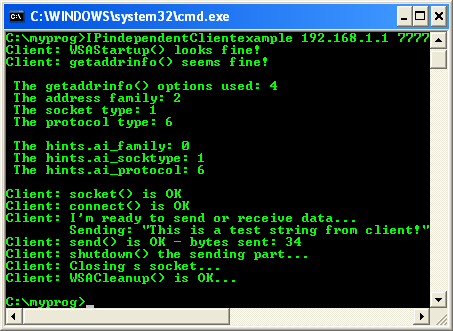 C:\WINDOWS\system32\cmd.exe
C:\myprog>IPindependentClientexample 192.168.1.1 7777
Client: WSAStartup() looks fine!
Client: getaddrinfo() seems fine!
The getaddrinfo() options used: 4
The address family: 2
The socket type: 1
The protocol type: 6
The hints.ai_family: 0
The hints.ai_socktype: 1
The hints.ai_protocol: 6
Client: socket() is OK
Client: connect() is OK
Client: I'm ready to send or receive data...
Sending: "This is a test string from client!"
Client: send() is OK - bytes sent: 34
Client: shutdown() the sending part...
Client: Closing s socket...
Client: WSACleanup() is OK...
C:\myprog>_